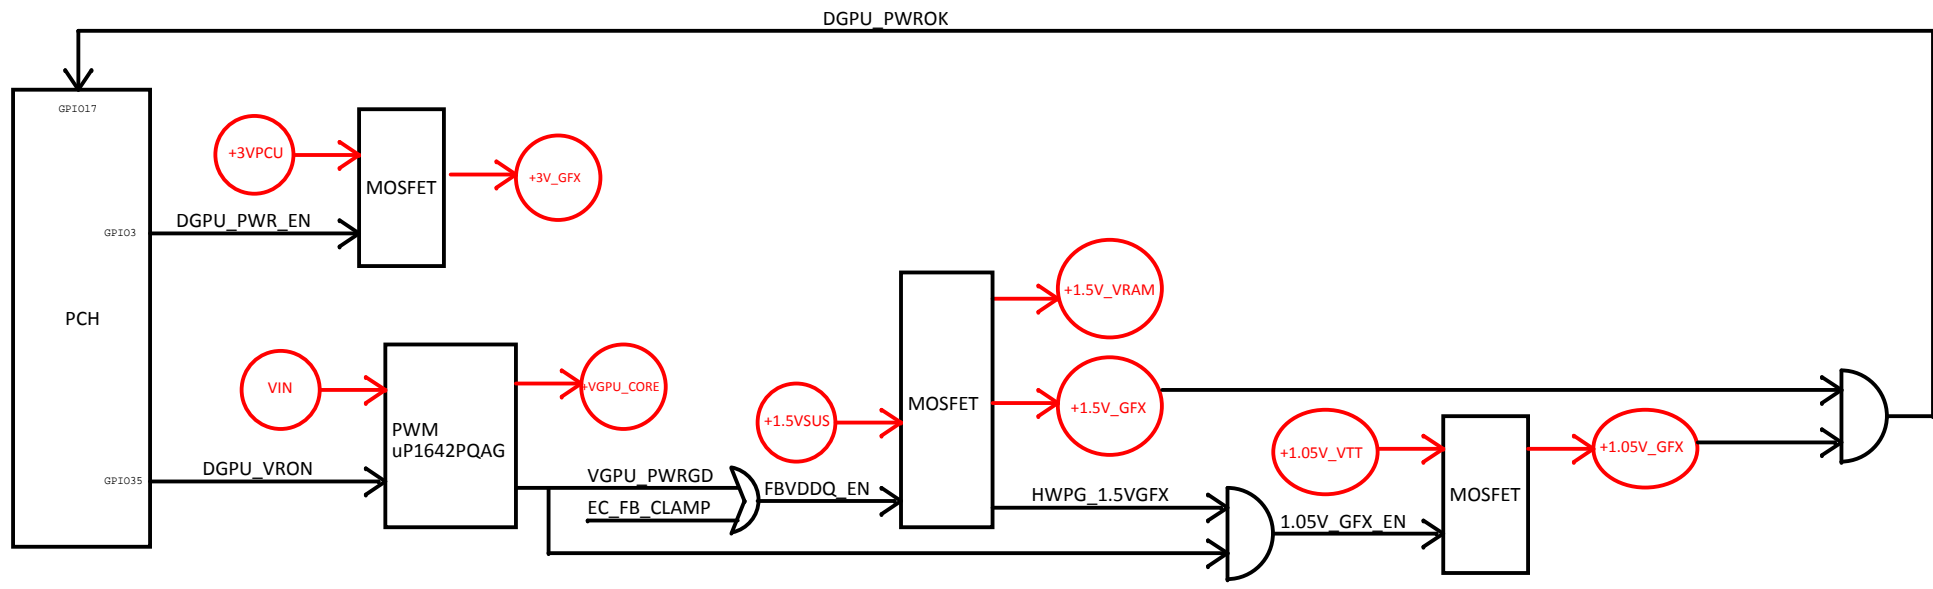 DGPU_PWROK
GPIO17
+3VPCU
MOSFET
+3V_GFX
DGPU_PWR_EN
GPIO3
PCH
+1.5V_VRAM
VIN
+VGPU_CORE
MOSFET
+1.5V_GFX
+1.5VSUS
PWM
uP1642PQAG
+1.05V_VTT
+1.05V_GFX
DGPU_VRON
GPIO35
VGPU_PWRGD
FBVDDQ_EN
EC_FB_CLAMP
HWPG_1.5VGFX
MOSFET
1.05V_GFX_EN